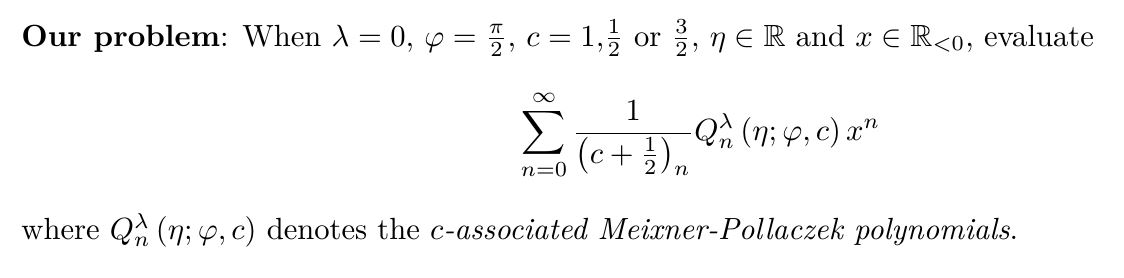 Our problem: When λ = 0, φ = π/2, c = 1, 1/2 or 3/2, η ∈ ℝ and x ∈ ℝ<0, evaluate
∑_{n=0}^{∞} 1/(c + 1/2)_n Q_n^λ (η; φ, c) x^n
where Q_n^λ (η; φ, c) denotes the c-associated Meixner-Pollaczek polynomials.